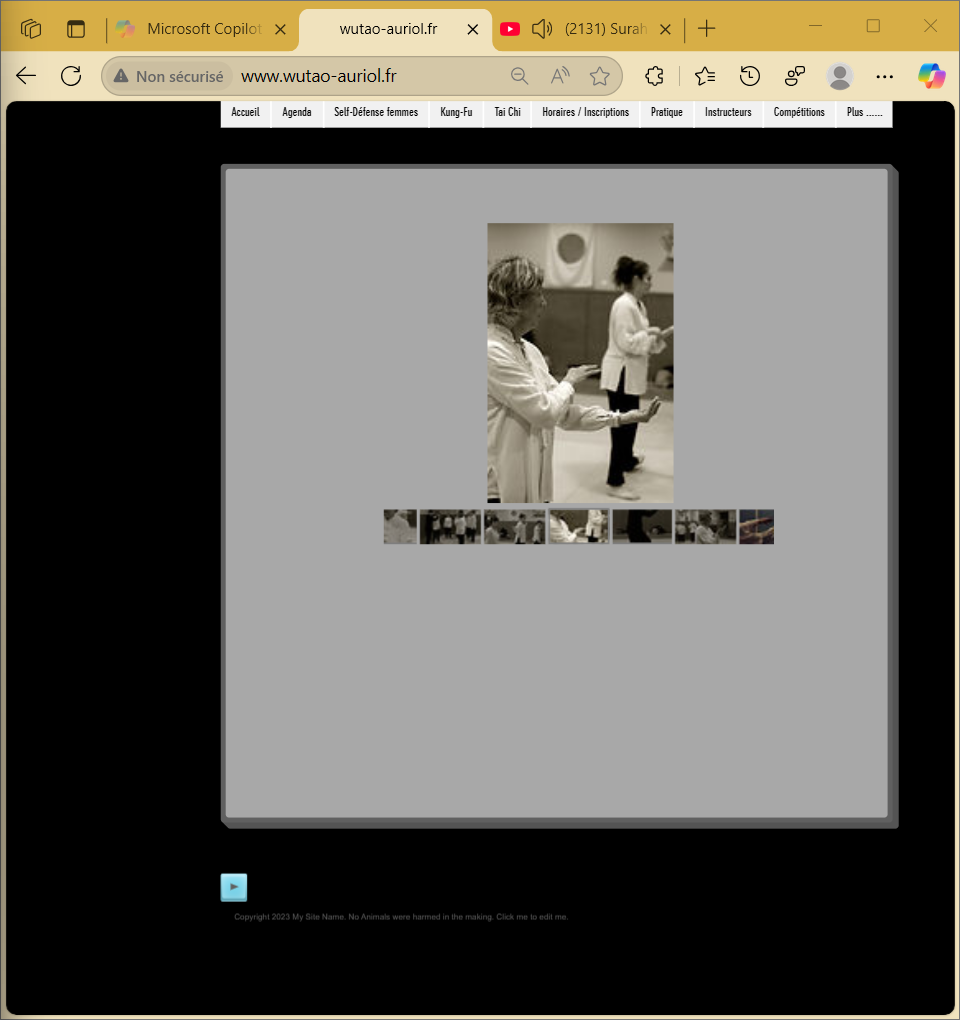 Microsoft Copilot
wutao-auriol.fr
(2131) Surah
Non sécurisé
www.wutao-auriol.fr
Accueil
Agenda
Self-Défense femmes
Kung-Fu
Tai Chi
Horaires / Inscriptions
Pratique
Instructeurs
Compétitions
Plus ......
Copyright 2023 My Site Name. No Animals were harmed in the making. Click me to edit me.